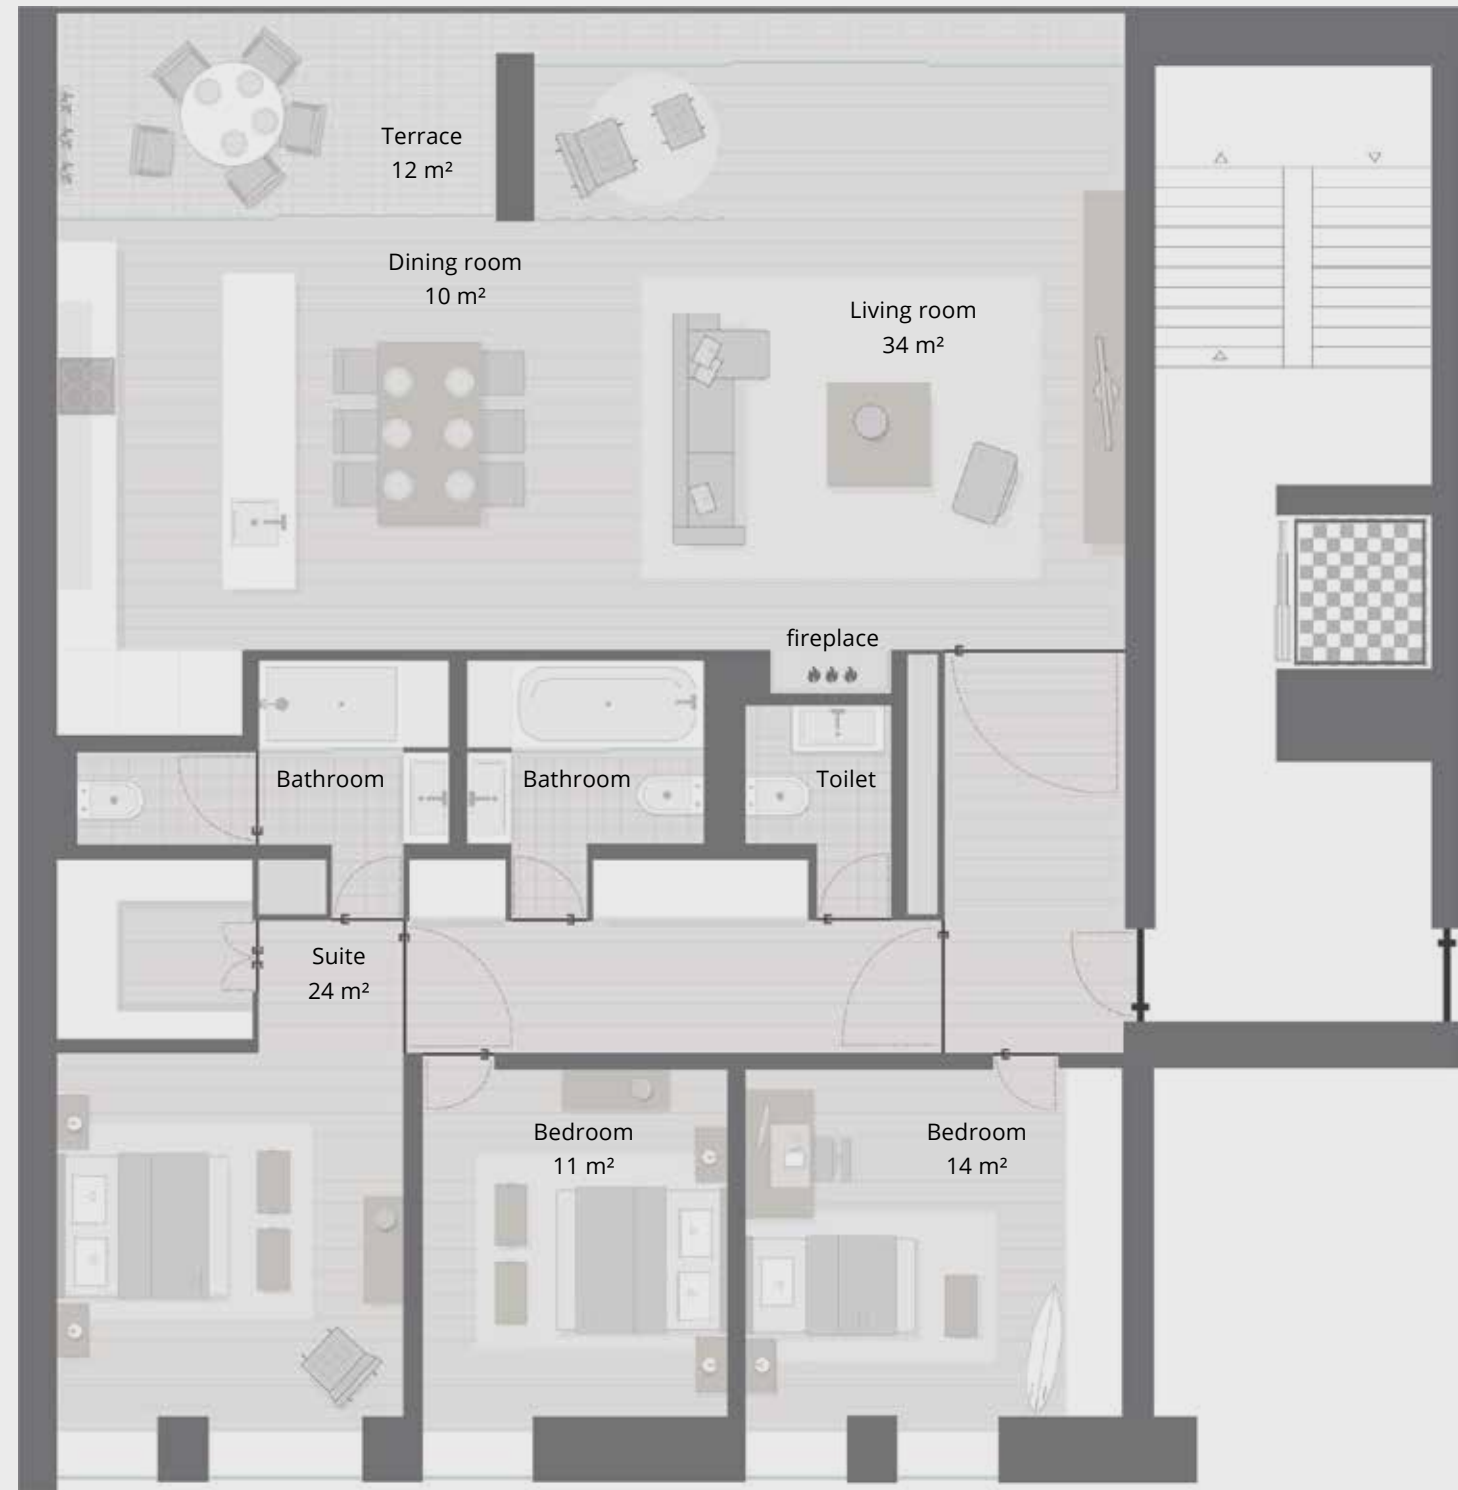 Terrace
12 m²
Dining room
10 m²
Living room
34 m²
fireplace
Bathroom
Bathroom
Toilet
Suite
24 m²
Bedroom
11 m²
Bedroom
14 m²